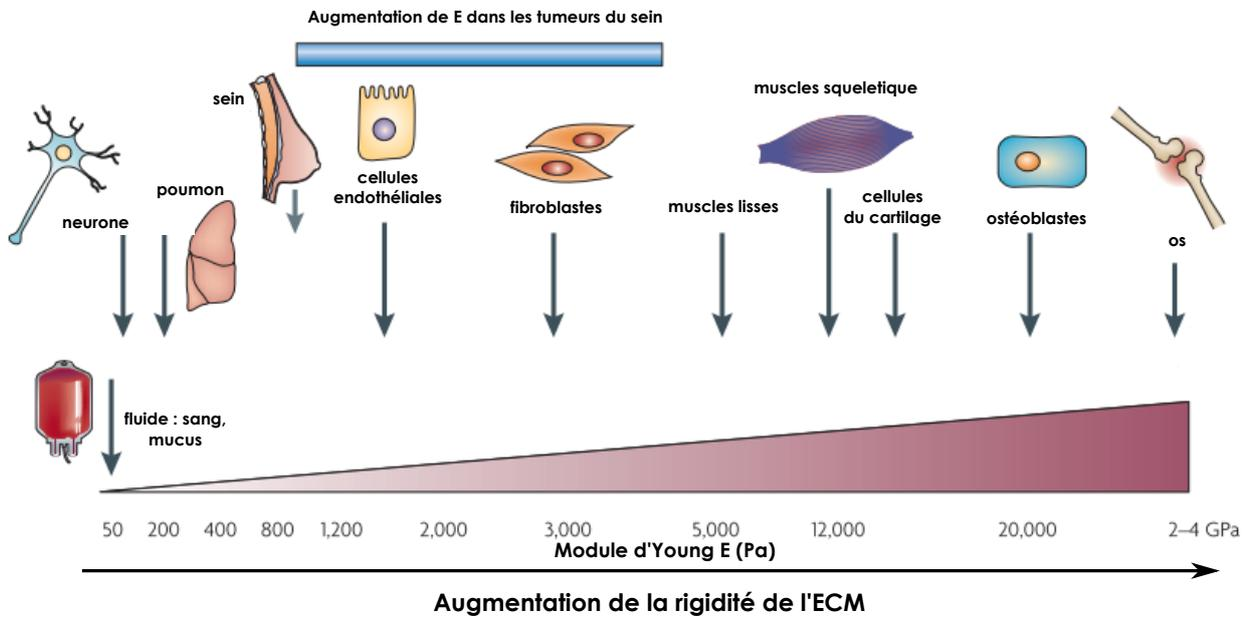 Augmentation de E dans les tumeurs du sein
sein
muscles squeletique
poumon
cellules
endothéliales
cellules
du cartilage
neurone
fibroblastes
muscles lisses
ostéoblastes
os
fluide : sang,
mucus
50 200 400 800 1,200 2,000 3,000 5,000 12,000 20,000 2–4 GPa
Module d'Young E (Pa)
Augmentation de la rigidité de l'ECM